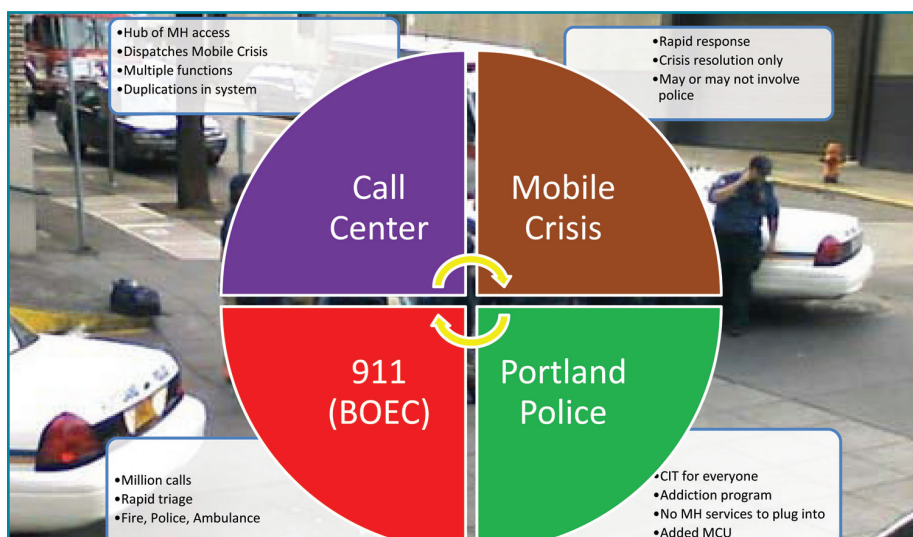 •Hub of MH access
•Dispatches Mobile Crisis
•Multiple functions
•Duplications in system
•Rapid response
•Crisis resolution only
•May or may not involve
police
Call
Center
Mobile
Crisis
911
(BOEC)
Portland
Police
•Million calls
•Rapid triage
•Fire, Police, Ambulance
•CIT for everyone
•Addiction program
•No MH services to plug into
•Added MCU